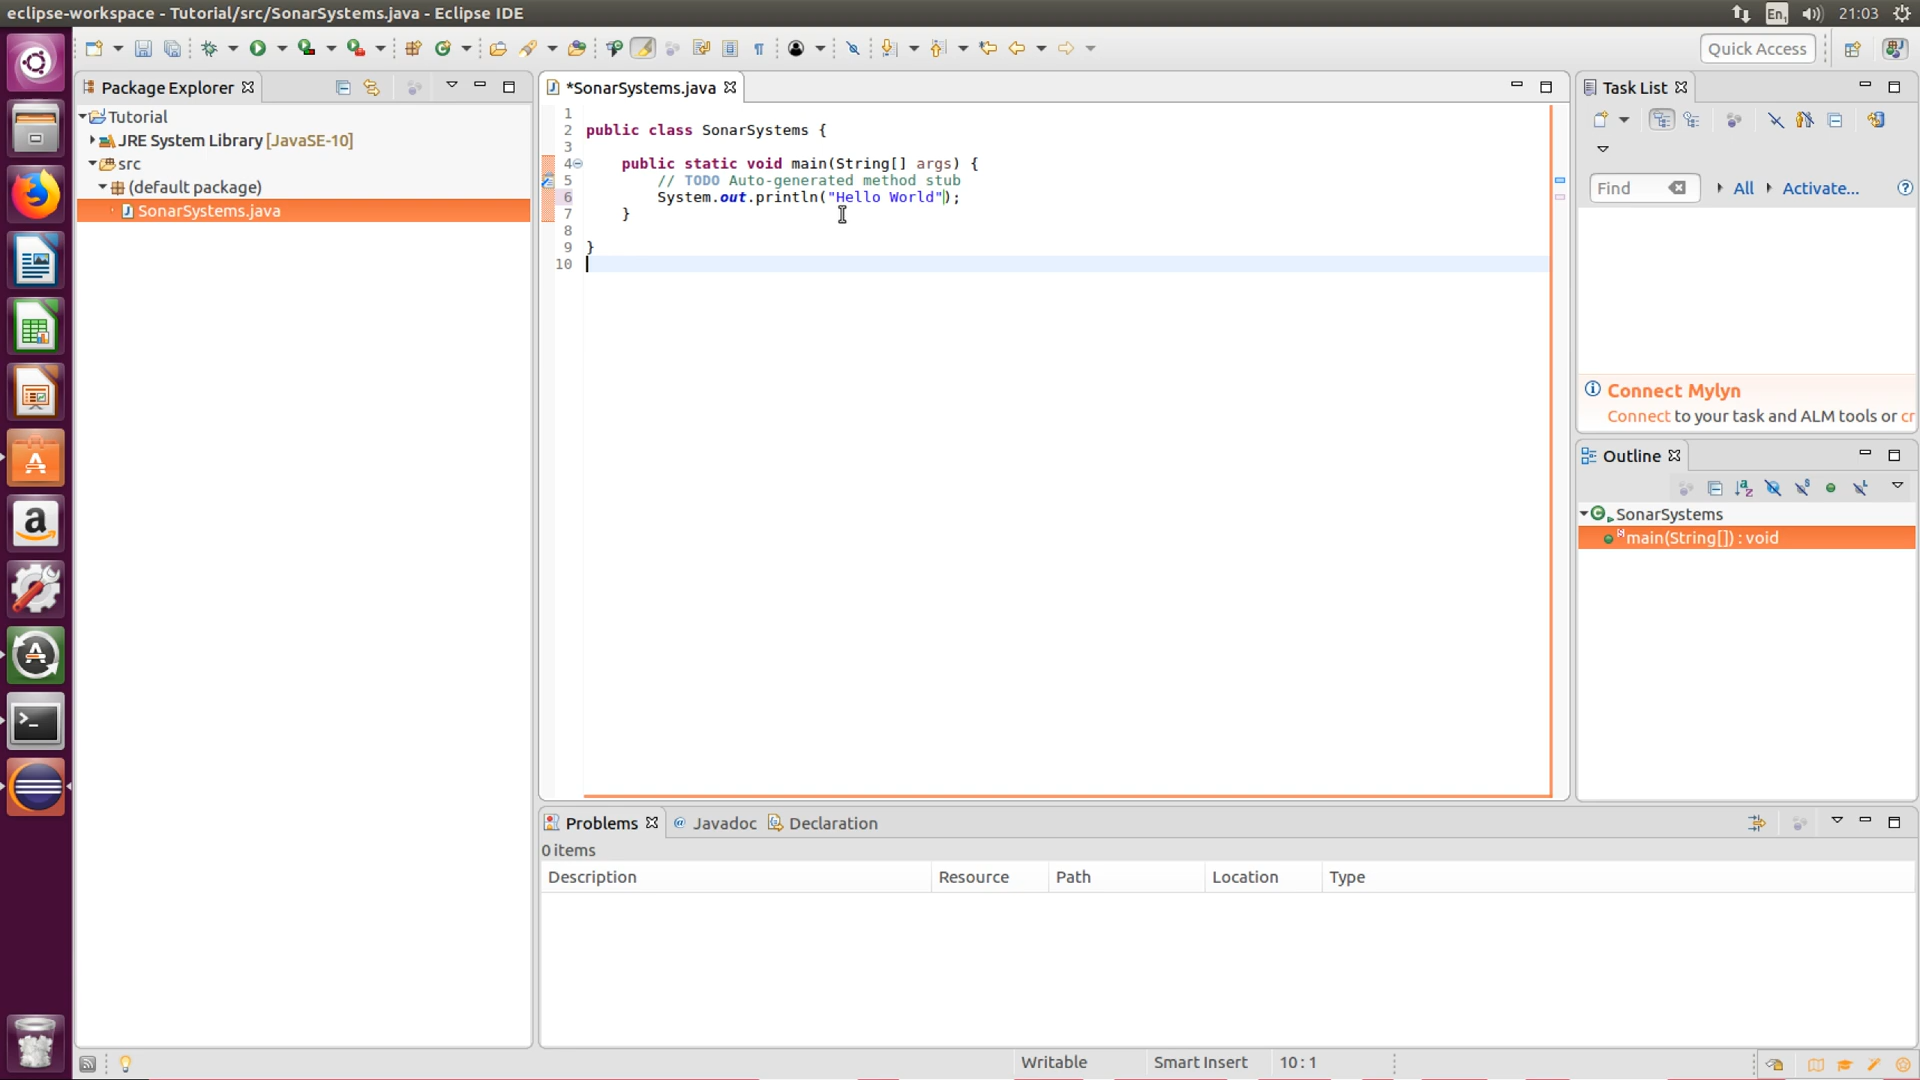 eclipse-workspace - Tutorial/src/SonarSystems.java - Eclipse IDE
En1
21:03
Quick Access
Package Explorer
Tutorial
JRE System Library [JavaSE-10]
src
(default package)
SonarSystems.java
*SonarSystems.java
1
2 public class SonarSystems {
3
4 public static void main(String[] args) {
5 // TODO Auto-generated method stub
6 System.out.println("Hello World");
7 }
8
9 }
10
Task List
Find
All
Activate...
Connect Mylyn
Connect to your task and ALM tools or cr
Outline
SonarSystems
main(String[]) : void
Problems
Javadoc
Declaration
0 items
Description Resource Path Location Type
Writable
Smart Insert
10 : 1